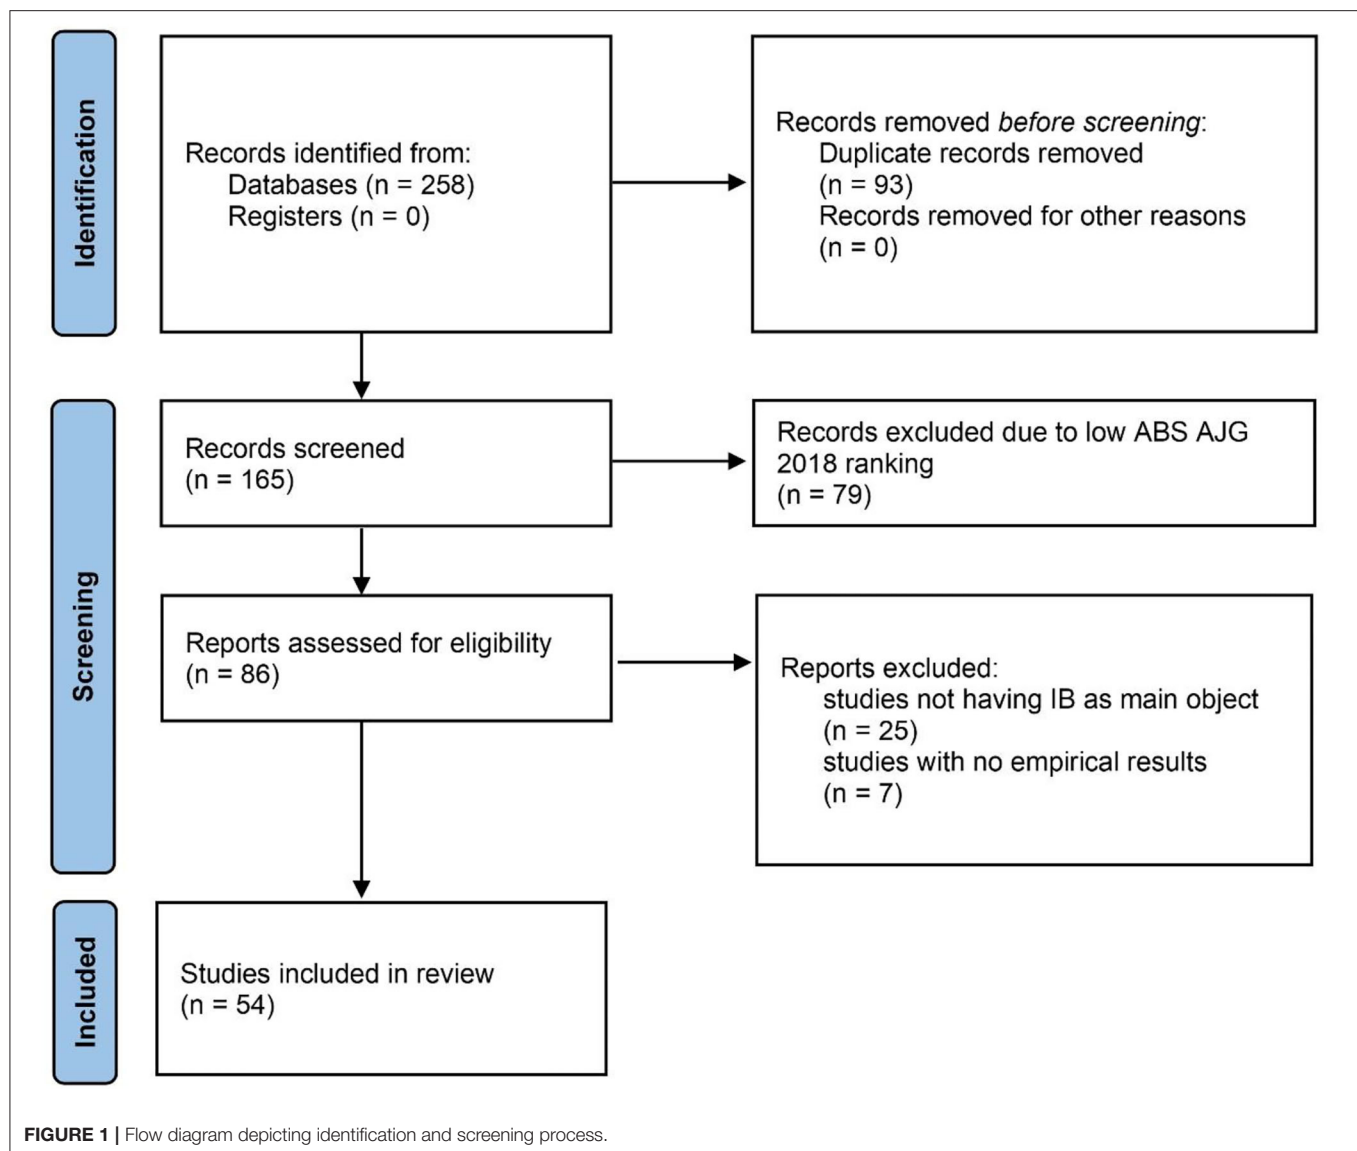 Identification
Records identified from:
Databases (n = 258)
Registers (n = 0)
Records removed before screening:
Duplicate records removed
(n = 93)
Records removed for other reasons
(n = 0)
Screening
Records screened
(n = 165)
Records excluded due to low ABS AJG
2018 ranking
(n = 79)
Reports assessed for eligibility
(n = 86)
Reports excluded:
studies not having IB as main object
(n = 25)
studies with no empirical results
(n = 7)
Included
Studies included in review
(n = 54)
FIGURE 1 | Flow diagram depicting identification and screening process.